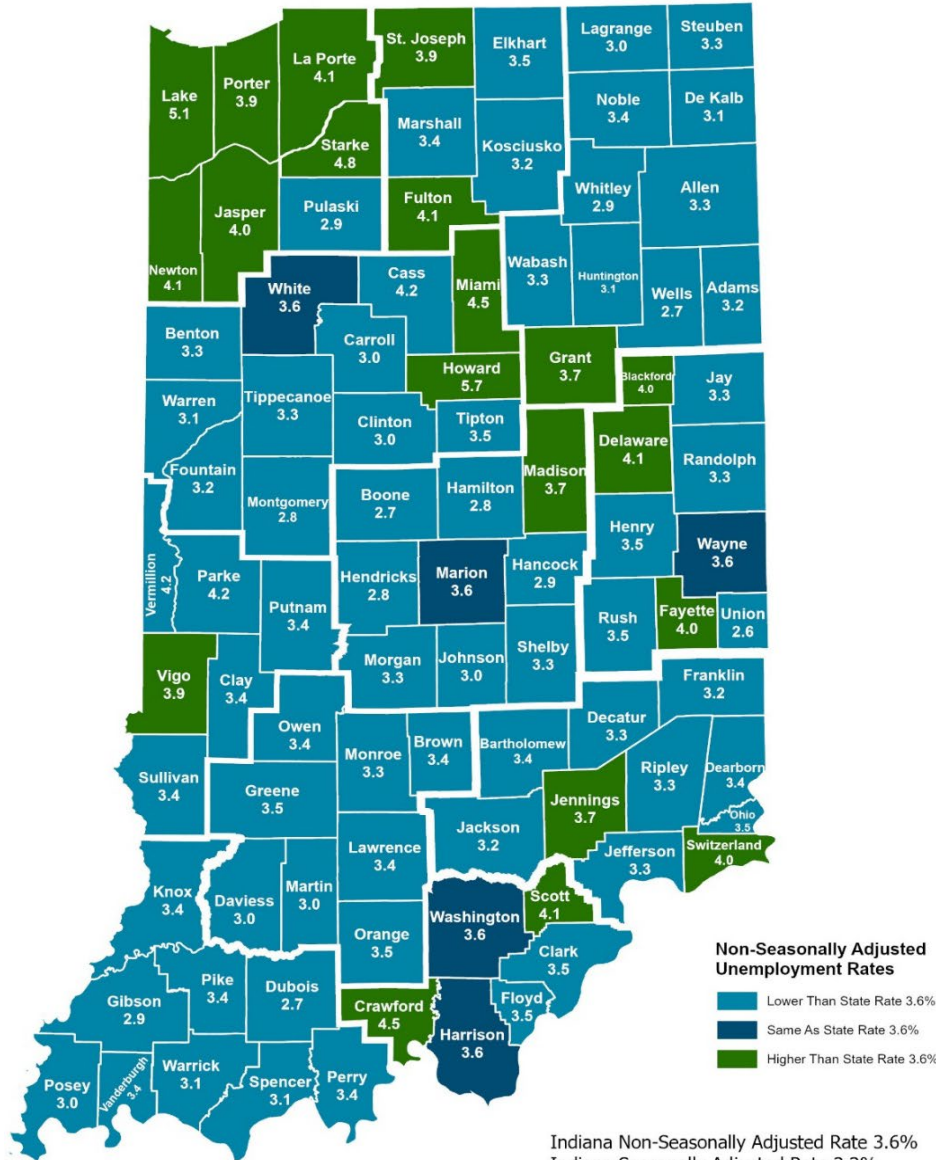 St. Joseph
3.9
Elkhart
3.5
Lagrange
3.0
Steuben
3.3
La Porte
4.1
Porter
3.9
Lake
5.1
Noble
3.4
De Kalb
3.1
Marshall
3.4
Starke
4.8
Kosciusko
3.2
Whitley
2.9
Allen
3.3
Fulton
4.1
Pulaski
2.9
Jasper
4.0
Newton
4.1
Wabash
3.3
Huntington
3.1
Wells
2.7
Adams
3.2
White
3.6
Cass
4.2
Miami
4.5
Benton
3.3
Carroll
3.0
Grant
3.7
Howard
5.7
Blackford
4.0
Jay
3.3
Warren
3.1
Tippecanoe
3.3
Clinton
3.0
Tipton
3.5
Delaware
4.1
Randolph
3.3
Madison
3.7
Fountain
3.2
Montgomery
2.8
Boone
2.7
Hamilton
2.8
Henry
3.5
Wayne
3.6
Vermillion
4.2
Parke
4.2
Putnam
3.4
Hendricks
2.8
Marion
3.6
Hancock
2.9
Rush
3.5
Fayette
4.0
Union
2.6
Shelby
3.3
Morgan
3.3
Johnson
3.0
Vigo
3.9
Clay
3.4
Franklin
3.2
Owen
3.4
Decatur
3.3
Monroe
3.3
Brown
3.4
Bartholomew
3.4
Sullivan
3.4
Greene
3.5
Ripley
3.3
Dearborn
3.4
Jennings
3.7
Ohio
3.5
Jackson
3.2
Lawrence
3.4
Jefferson
3.3
Switzerland
4.0
Knox
3.4
Daviess
3.0
Martin
3.0
Scott
4.1
Washington
3.6
Orange
3.5
Clark
3.5
Pike
3.4
Dubois
2.7
Gibson
2.9
Crawford
4.5
Floyd
3.5
Harrison
3.6
Posey
3.0
Vanderburgh
3.4
Warrick
3.1
Spencer
3.1
Perry
3.4
Non-Seasonally Adjusted
Unemployment Rates
Lower Than State Rate 3.6%
Same As State Rate 3.6%
Higher Than State Rate 3.6%
Indiana Non-Seasonally Adjusted Rate 3.6%